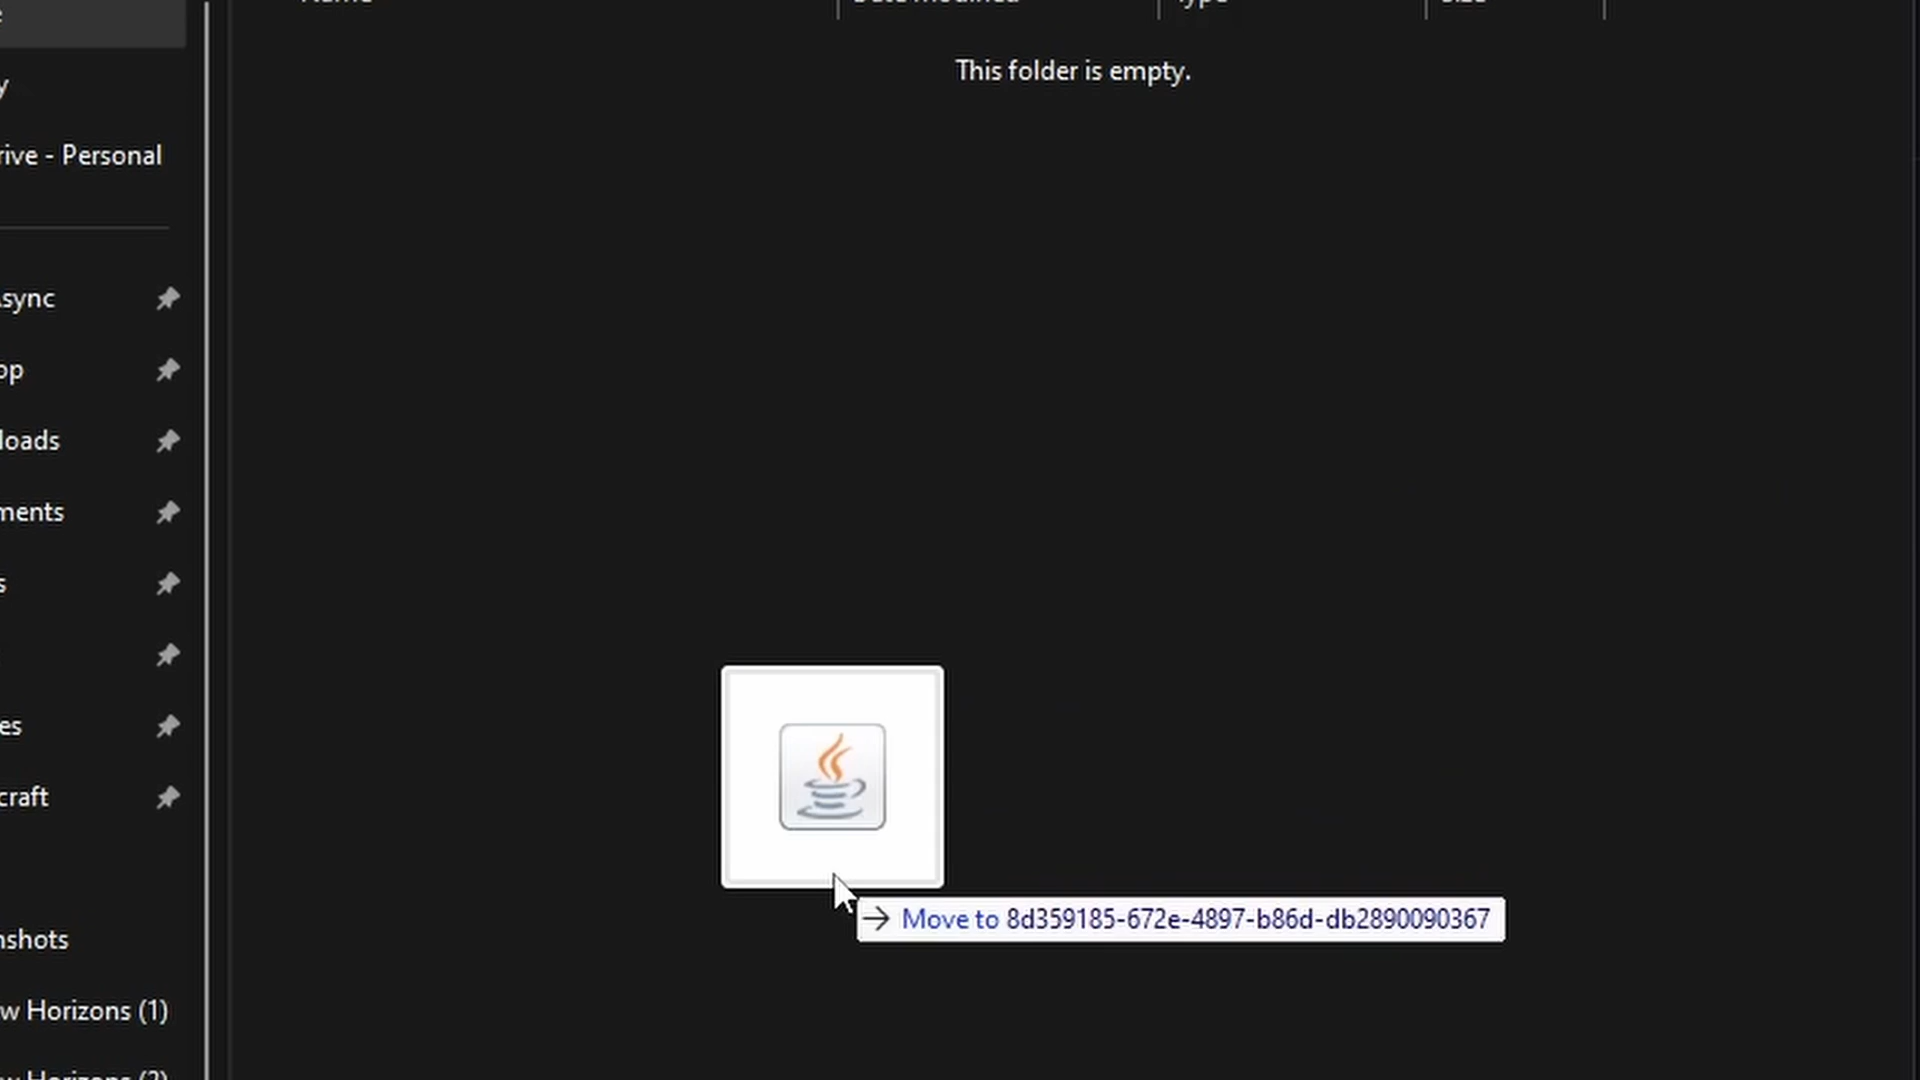 This folder is empty.
y
rive - Personal
sync
op
loads
ments
s
es
craft
Move to 8d359185-672e-4897-b86d-db2890090367
nshots
w Horizons (1)